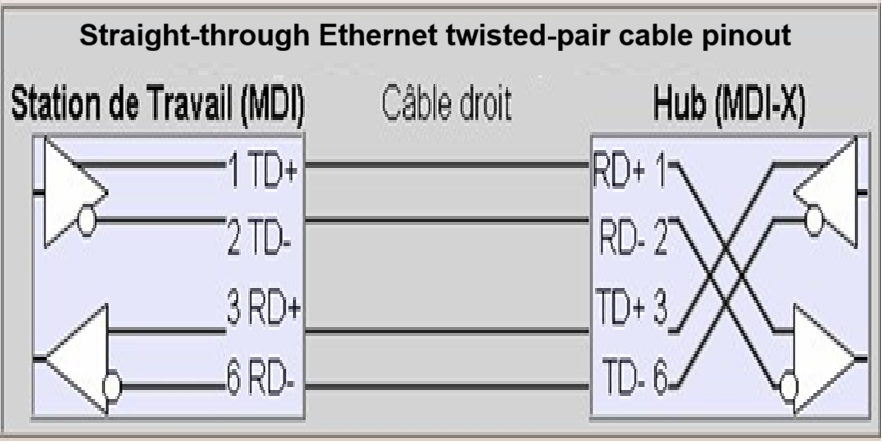 Straight-through Ethernet twisted-pair cable pinout
Station de Travail (MDI) Câble droit Hub (MDI-X)
1 TD+ RD+ 1
2 TD- RD- 2
3 RD+ TD+ 3
6 RD- TD- 6